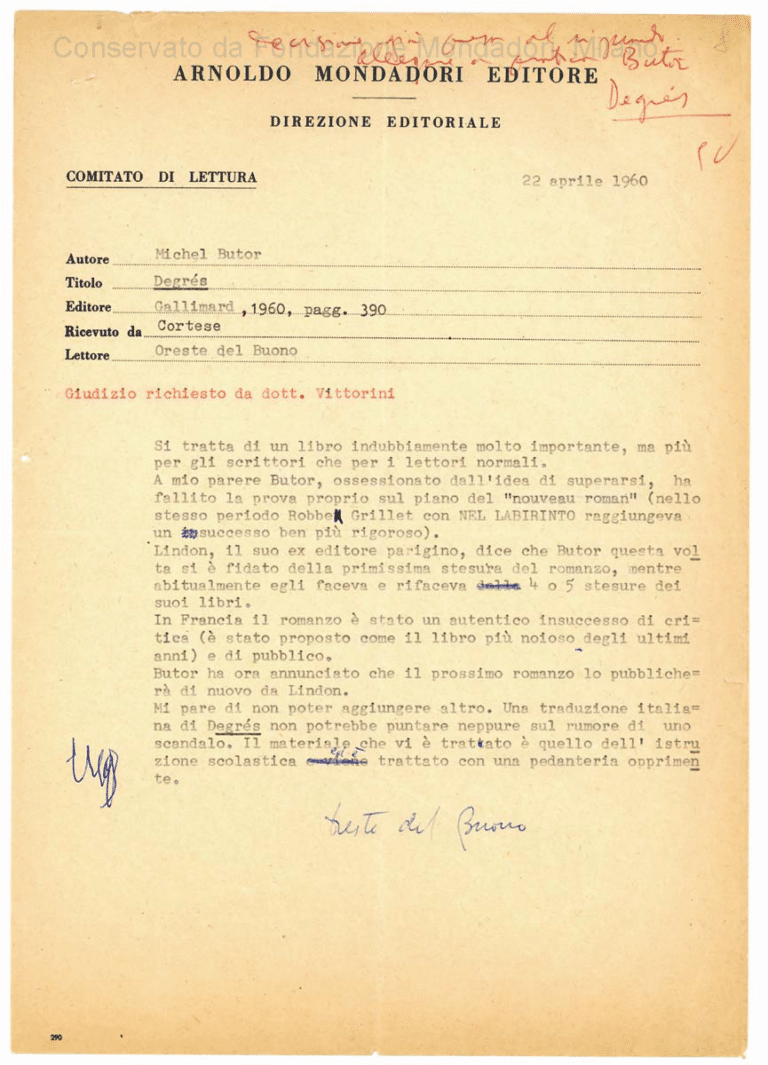 Conservato da Fondazione Mondadori, Milano
al
Butor
Degrés
ARNOLDO MONDADORI EDITORE
DIREZIONE EDITORIALE
COMITATO DI LETTURA
22 aprile 1960
Autore Michel Butor
Titolo Degrés
Editore Gallimard ,1960, pagg. 390
Ricevuto da Cortese
Lettore Oreste del Buono
Giudizio richiesto da dott. Vittorini
Si tratta di un libro indubbiamente molto importante, ma più
per gli scrittori che per i lettori normali.
A mio parere Butor, ossessionato dall'idea di superarsi, ha
fallito la prova proprio sul piano del "nouveau roman" (nello
stesso periodo Robbe Grillet con NEL LABIRINTO raggiungeva
un successo ben più rigoroso).
Lindon, il suo ex editore parigino, dice che Butor questa vol
ta si è fidato della primissima stesura del romanzo, mentre
abitualmente egli faceva e rifaceva 4 o 5 stesure dei
suoi libri.
In Francia il romanzo è stato un autentico insuccesso di cri=
tica (è stato proposto come il libro più noioso degli ultimi
anni) e di pubblico.
Butor ha ora annunciato che il prossimo romanzo lo pubbliche=
rà di nuovo da Lindon.
Mi pare di non poter aggiungere altro. Una traduzione italia=
na di Degrés non potrebbe puntare neppure sul rumore di uno
scandalo. Il materiale che vi è trattato è quello dell' istru
zione scolastica ed è trattato con una pedanteria opprimen
te.
Oreste del Buono
290